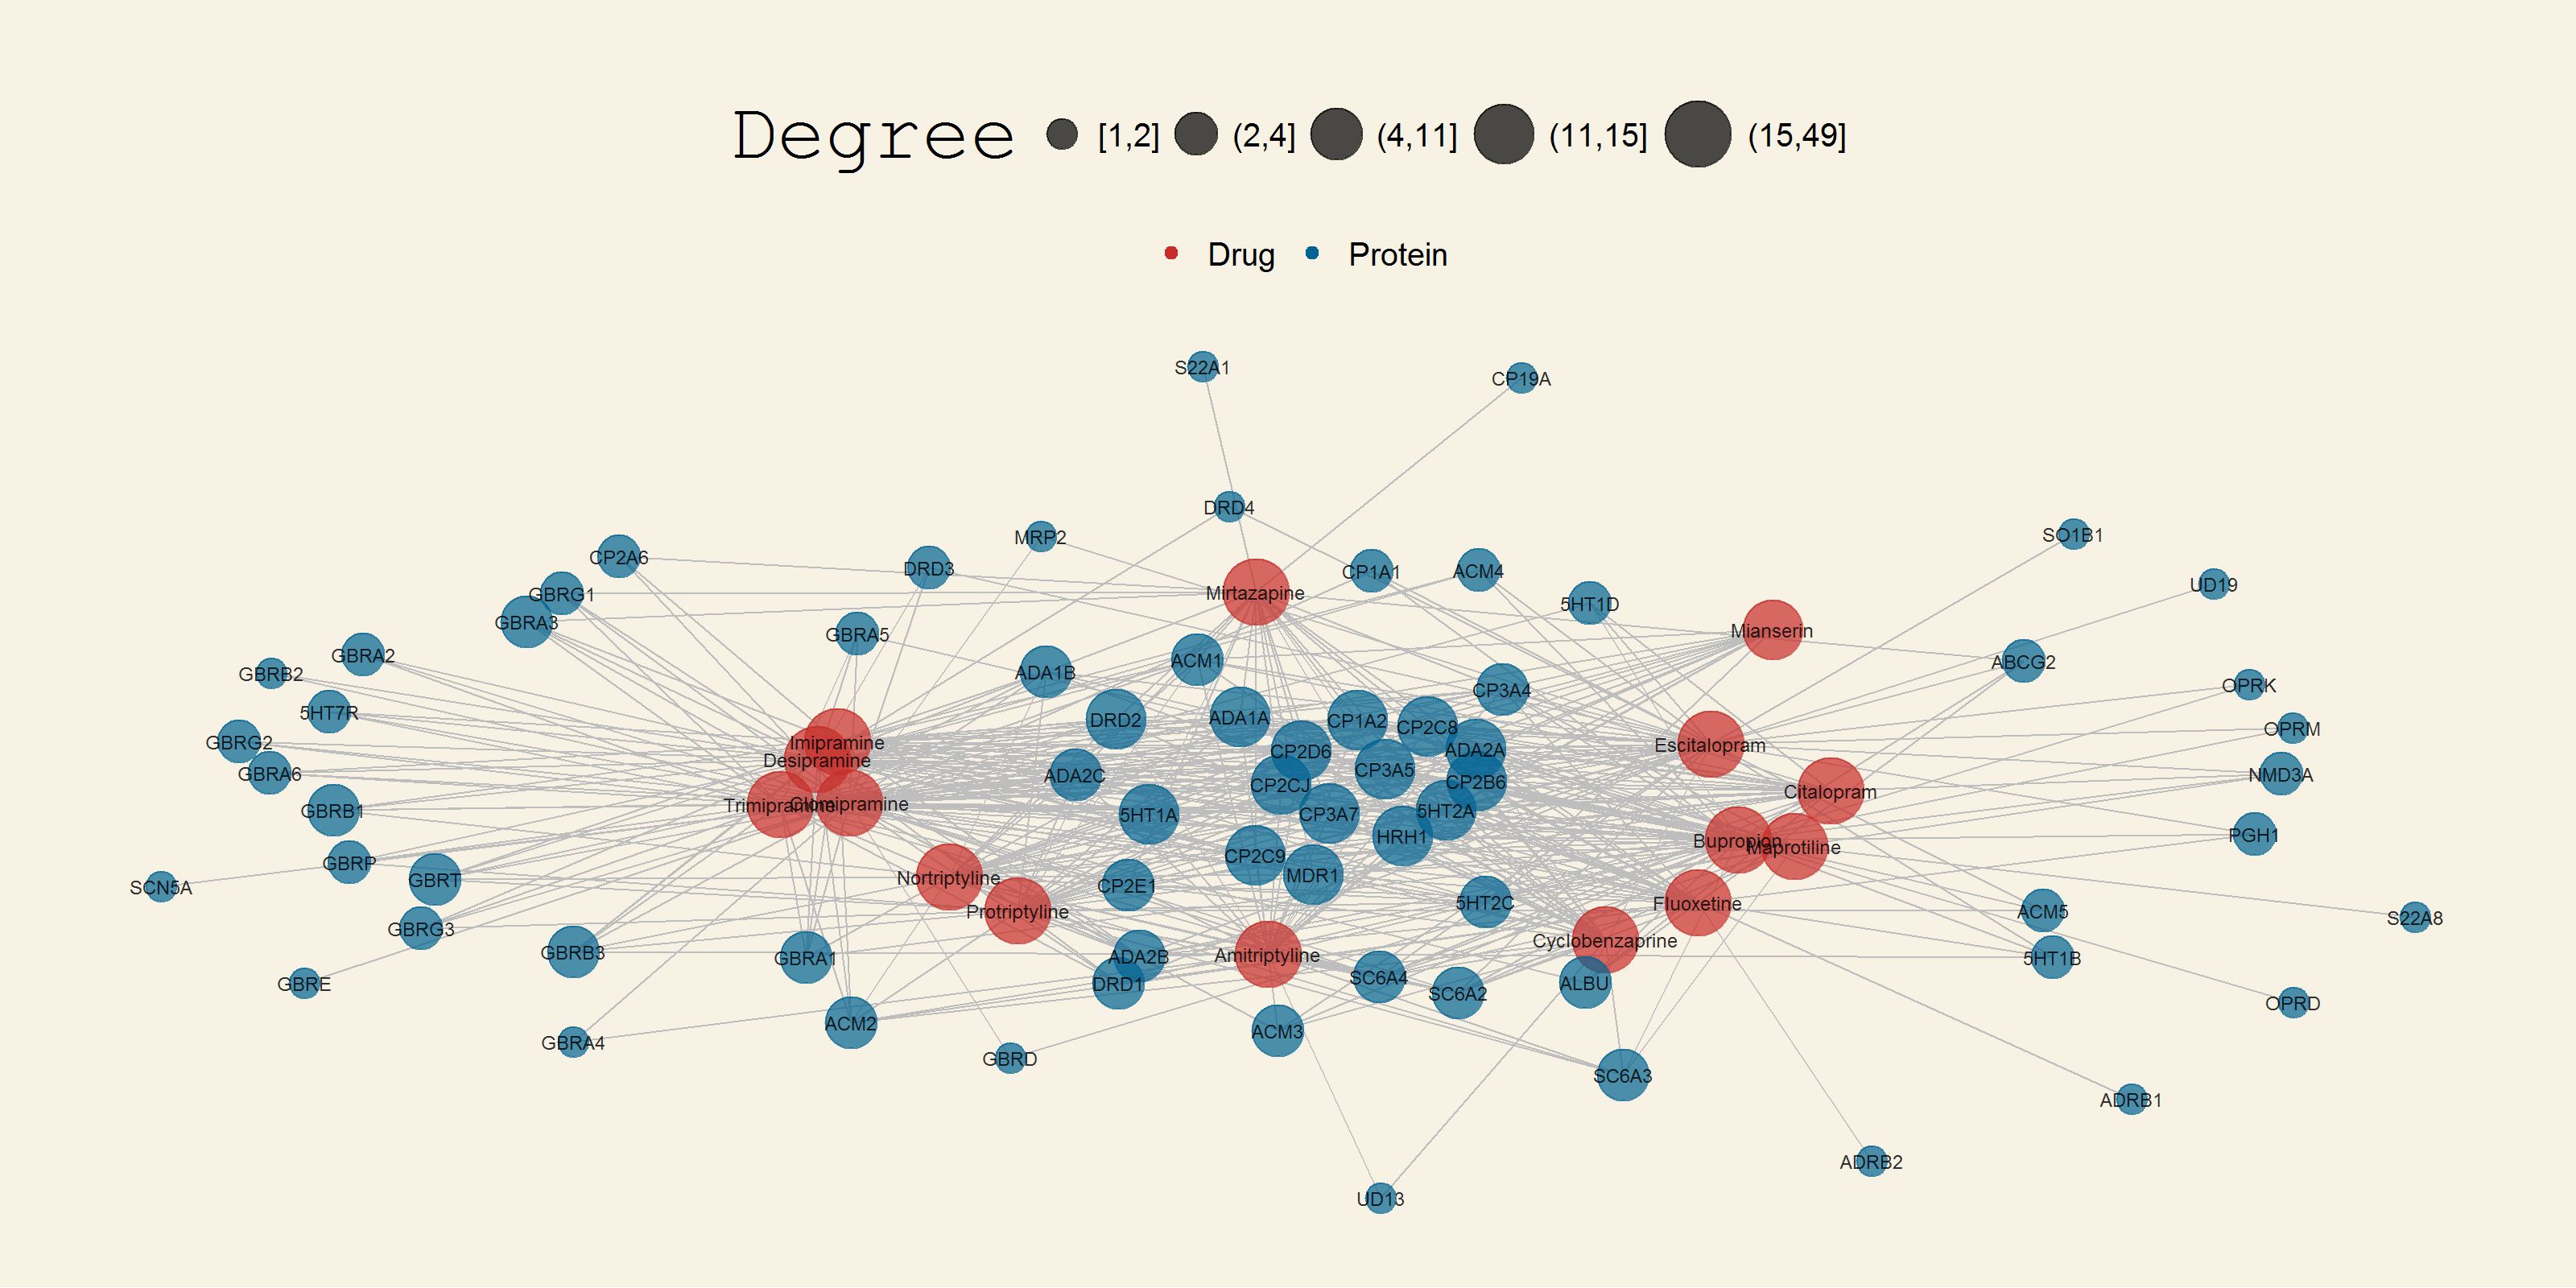 Degree [1,2] (2,4] (4,11] (11,15] (15,49]
Drug Protein
S22A1
CP19A
DRD4
MRP2
SO1B1
CP2A6
DRD3
CP1A1
ACM4
UD19
GBRG1
Mirtazapine
5HT1D
GBRA3
GBRA5
Mianserin
GBRA2
ACM1
ABCG2
GBRB2
ADA1B
OPRK
CP3A4
5HT7R
DRD2
ADA1A
CP1A2
CP2C8
OPRM
GBRG2
Imipramine
CP2D6
ADA2A
Escitalopram
Desipramine
GBRA6
ADA2C
CP3A5
NMD3A
CP2CJ
CP2B6
Citalopram
Trimipramine
Clomipramine
GBRB1
5HT1A
CP3A7
5HT2A
HRH1
Bupropion
Maprotiline
PGH1
GBRP
CP2C9
GBRT
Nortriptyline
MDR1
SCN5A
CP2E1
5HT2C
Fluoxetine
Protriptyline
ACM5
S22A8
GBRG3
Cyclobenzaprine
GBRB3
GBRA1
ADA2B
Amitriptyline
5HT1B
SC6A4
GBRE
DRD1
SC6A2
ALBU
OPRD
ACM2
ACM3
GBRA4
GBRD
SC6A3
ADRB1
ADRB2
UD13